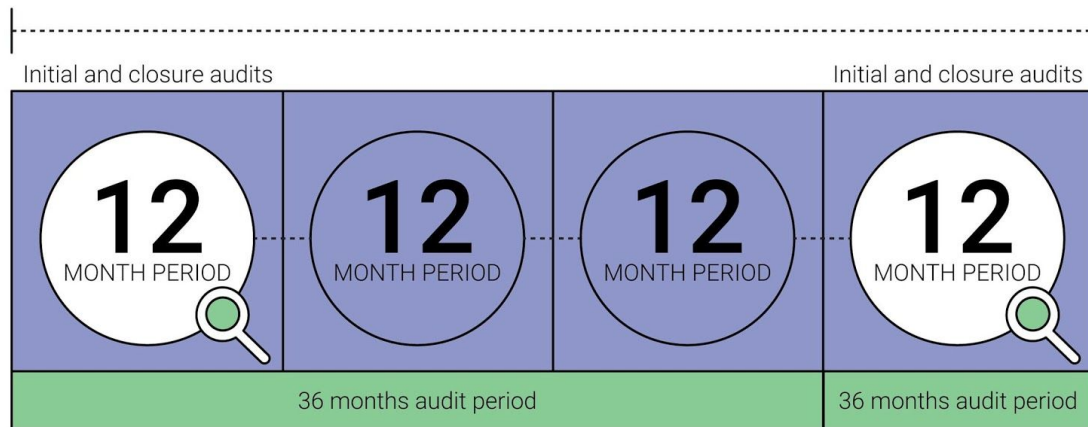 Initial and closure audits
Initial and closure audits
12
MONTH PERIOD
12
MONTH PERIOD
12
MONTH PERIOD
12
MONTH PERIOD
36 months audit period
36 months audit period